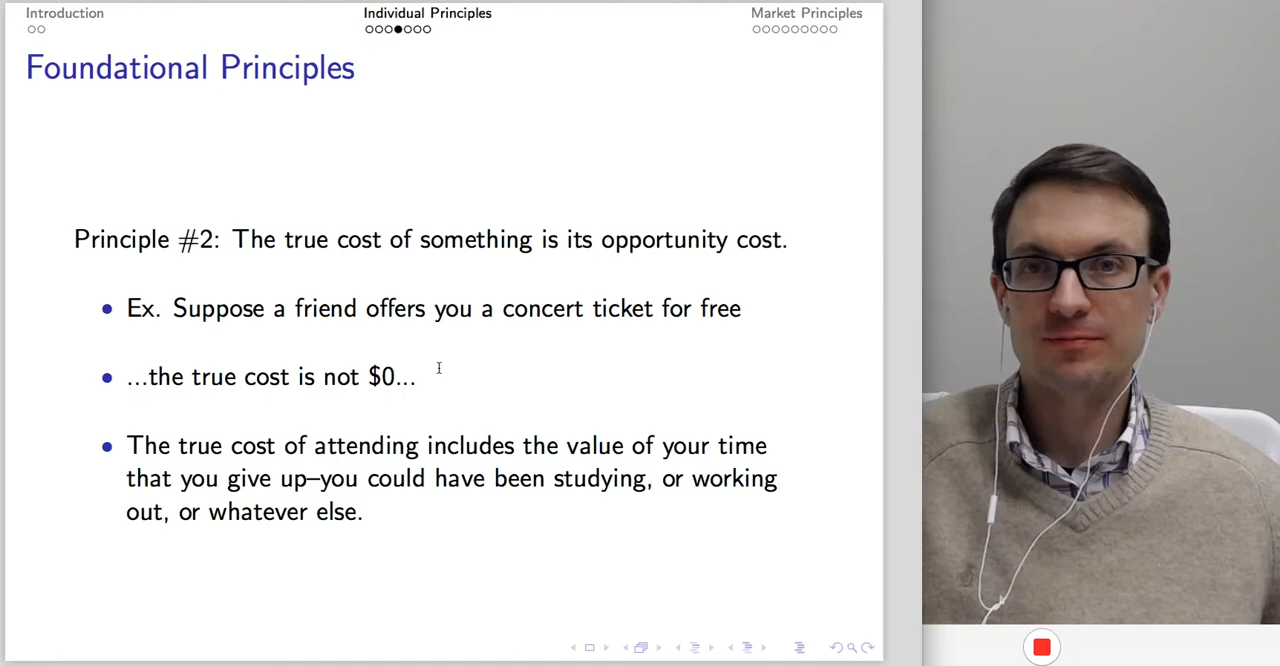 Introduction
Individual Principles
Market Principles
Foundational Principles
Principle #2: The true cost of something is its opportunity cost.
Ex. Suppose a friend offers you a concert ticket for free
...the true cost is not $0...
The true cost of attending includes the value of your time
that you give up–you could have been studying, or working
out, or whatever else.